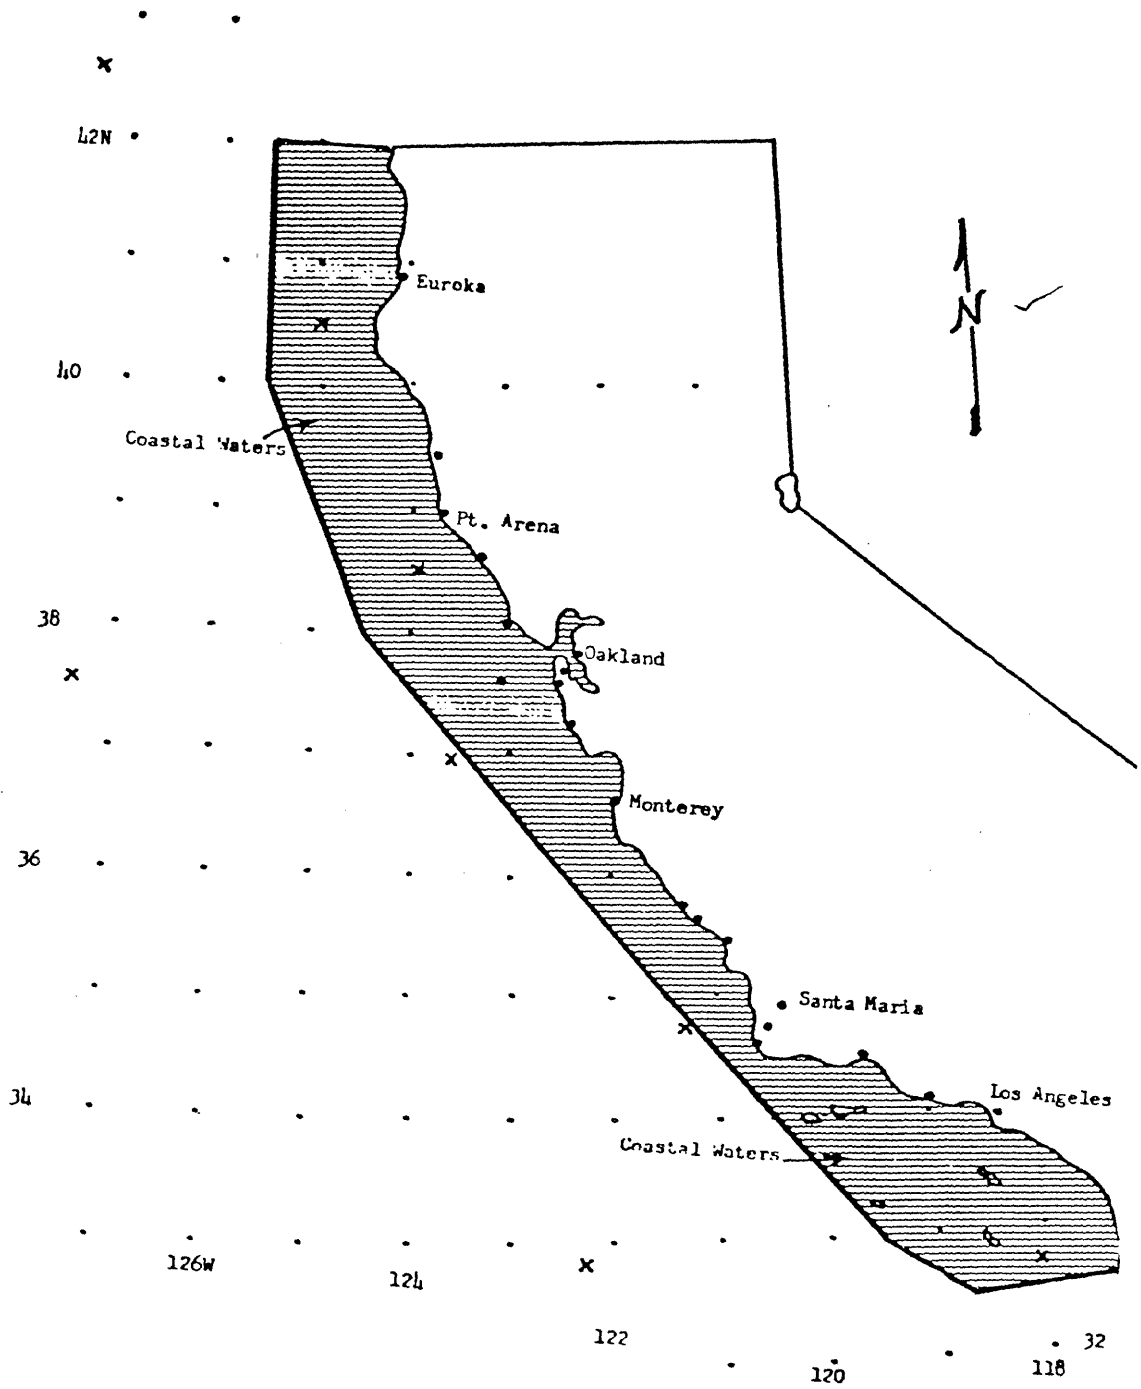 42N
Euroka
N
40
Coastal Waters
Pt. Arena
38
Oakland
Monterey
36
Santa Maria
34
Los Angeles
Coastal Waters
126W
124
122
32
120
118